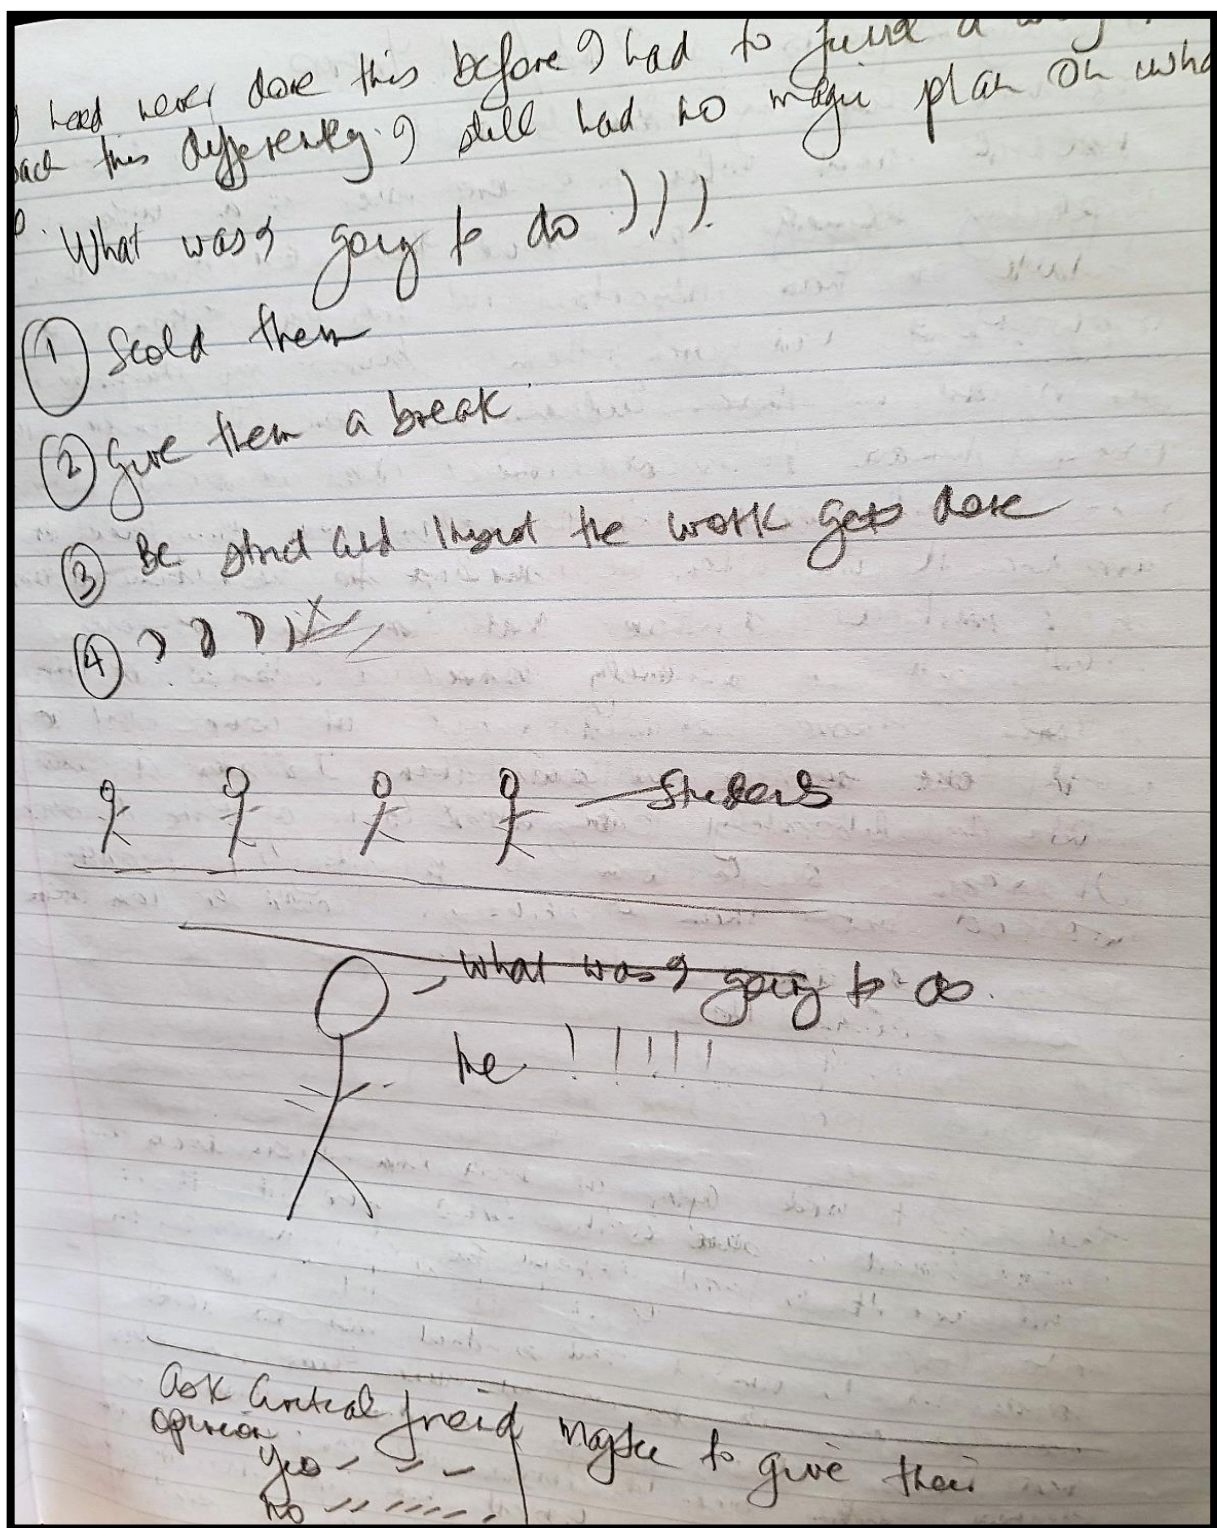 had never done this before I had to find a way
this differently. I still had no magic plan on wha
What was I going to do ???
① Scold them
② Give them a break
③ Be strict and insist the work gets done
④ ? ? ? ?
Students
what was I going to do.
me !!!!!
Ask Critical friend maybe to give their
opinion.
Yes - - -
No